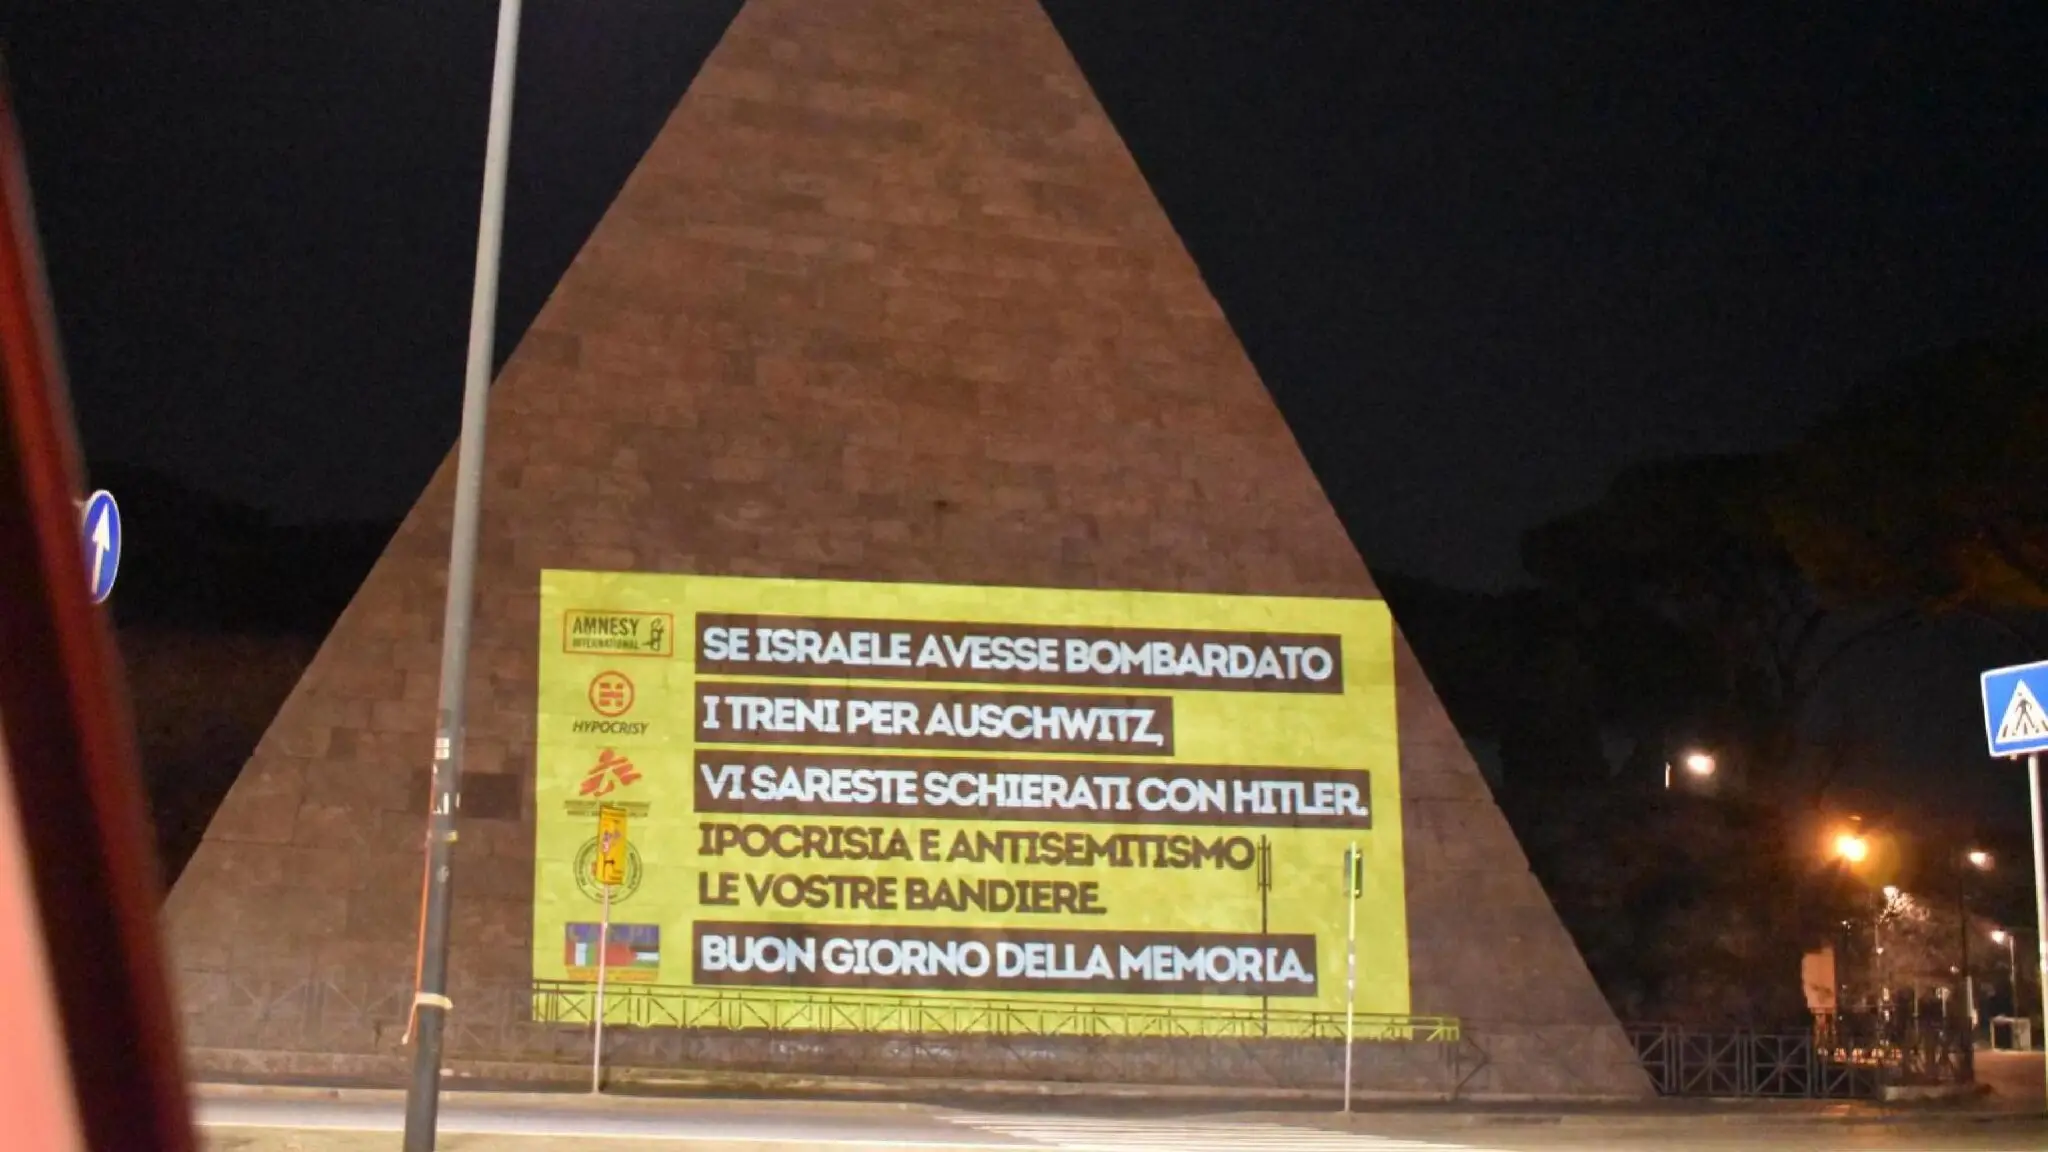 AMNESY
INTERNATIONAL
HYPOCRISY
SE ISRAELE AVESSE BOMBARDATO
I TRENI PER AUSCHWITZ,
VI SARESTE SCHIERATI CON HITLER.
IPOCRISIA E ANTISEMITISMO
LE VOSTRE BANDIERE.
BUON GIORNO DELLA MEMORIA.